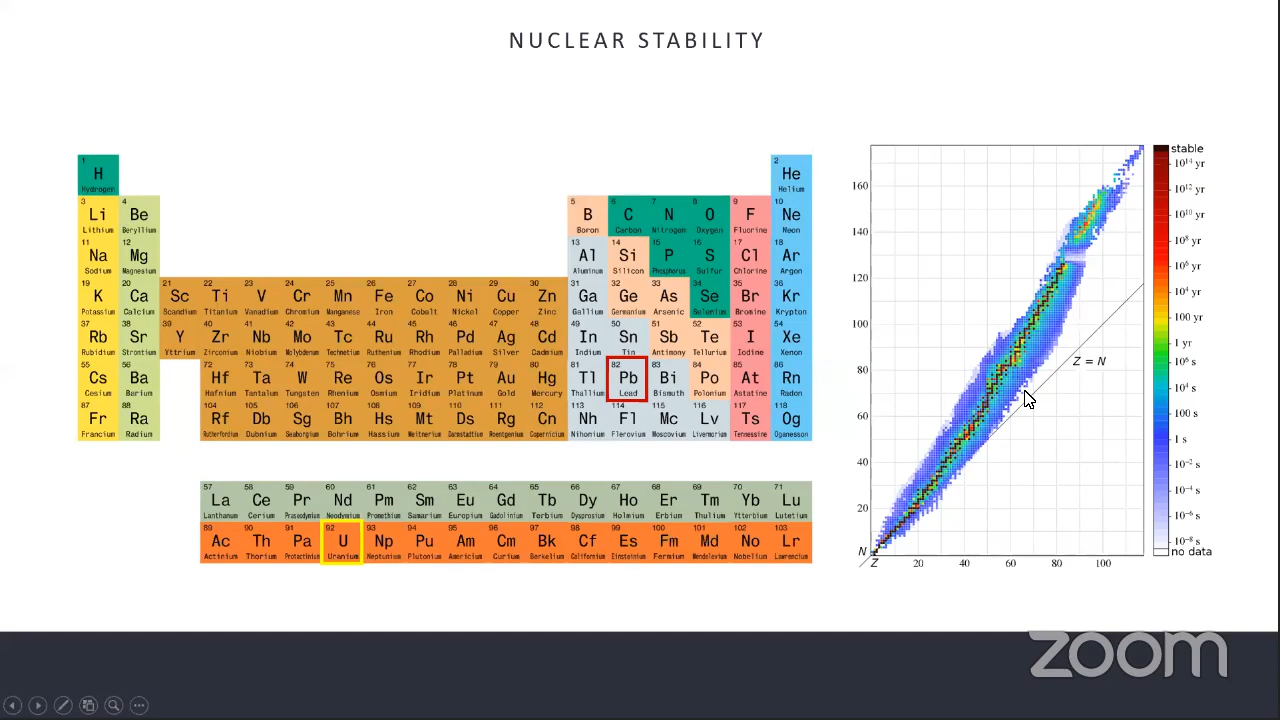 NUCLEAR STABILITY
1 2
H He
Hydrogen Helium
3 4 5 6 7 8 9 10
Li Be B C N O F Ne
Lithium Beryllium Boron Carbon Nitrogen Oxygen Fluorine Neon
11 12 13 14 15 16 17 18
Na Mg Al Si P S Cl Ar
Sodium Magnesium Aluminum Silicon Phosphorus Sulfur Chlorine Argon
19 20 21 22 23 24 25 26 27 28 29 30 31 32 33 34 35 36
K Ca Sc Ti V Cr Mn Fe Co Ni Cu Zn Ga Ge As Se Br Kr
Potassium Calcium Scandium Titanium Vanadium Chromium Manganese Iron Cobalt Nickel Copper Zinc Gallium Germanium Arsenic Selenium Bromine Krypton
37 38 39 40 41 42 43 44 45 46 47 48 49 50 51 52 53 54
Rb Sr Y Zr Nb Mo Tc Ru Rh Pd Ag Cd In Sn Sb Te I Xe
Rubidium Strontium Yttrium Zirconium Niobium Molybdenum Technetium Ruthenium Rhodium Palladium Silver Cadmium Indium Tin Antimony Tellurium Iodine Xenon
55 56 72 73 74 75 76 77 78 79 80 81 82 83 84 85 86
Cs Ba Hf Ta W Re Os Ir Pt Au Hg Tl Pb Bi Po At Rn
Cesium Barium Hafnium Tantalum Tungsten Rhenium Osmium Iridium Platinum Gold Mercury Thallium Lead Bismuth Polonium Astatine Radon
87 88 104 105 106 107 108 109 110 111 112 113 114 115 116 117 118
Fr Ra Rf Db Sg Bh Hs Mt Ds Rg Cn Nh Fl Mc Lv Ts Og
Francium Radium Rutherfordium Dubnium Seaborgium Bohrium Hassium Meitnerium Darmstadtium Roentgenium Copernicium Nihonium Flerovium Moscovium Livermorium Tennessine Oganesson
57 58 59 60 61 62 63 64 65 66 67 68 69 70 71
La Ce Pr Nd Pm Sm Eu Gd Tb Dy Ho Er Tm Yb Lu
Lanthanum Cerium Praseodymium Neodymium Promethium Samarium Europium Gadolinium Terbium Dysprosium Holmium Erbium Thulium Ytterbium Lutetium
89 90 91 92 93 94 95 96 97 98 99 100 101 102 103
Ac Th Pa U Np Pu Am Cm Bk Cf Es Fm Md No Lr
Actinium Thorium Protactinium Uranium Neptunium Plutonium Americium Curium Berkelium Californium Einsteinium Fermium Mendelevium Nobelium Lawrencium
160
140
120
100
80
60
40
20
N
Z 20 40 60 80 100
Z = N
stable
10¹⁴ yr
10¹² yr
10¹⁰ yr
10⁸ yr
10⁶ yr
10⁴ yr
100 yr
1 yr
10⁶ s
10⁴ s
100 s
1 s
10⁻² s
10⁻⁴ s
10⁻⁶ s
10⁻⁸ s
no data
zoom